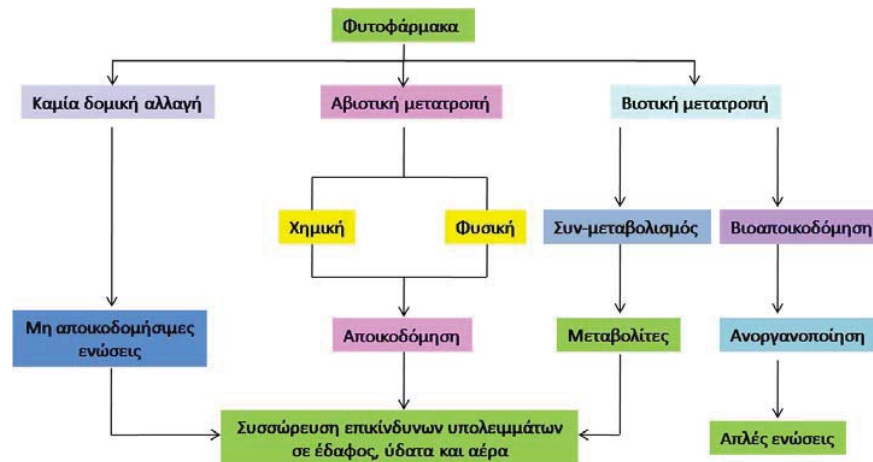 Φυτοφάρμακα
Καμία δομική αλλαγή
Αβιοτική μετατροπή
Βιοτική μετατροπή
Χημική
Φυσική
Συν-μεταβολισμός
Βιοαποικοδόμηση
Μη αποικοδομήσιμες
ενώσεις
Αποικοδόμηση
Μεταβολίτες
Ανοργανοποίηση
Συσσώρευση επικίνδυνων υπολειμμάτων
σε έδαφος, ύδατα και αέρα
Απλές ενώσεις